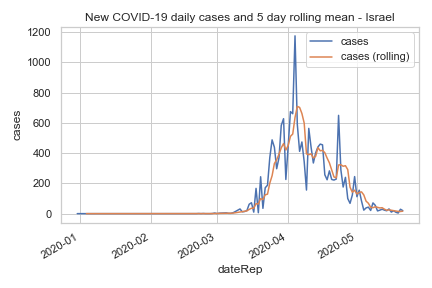 New COVID-19 daily cases and 5 day rolling mean - Israel
cases
cases (rolling)
1200
1000
800
600
400
200
0
cases
2020-01
2020-02
2020-03
2020-04
2020-05
dateRep